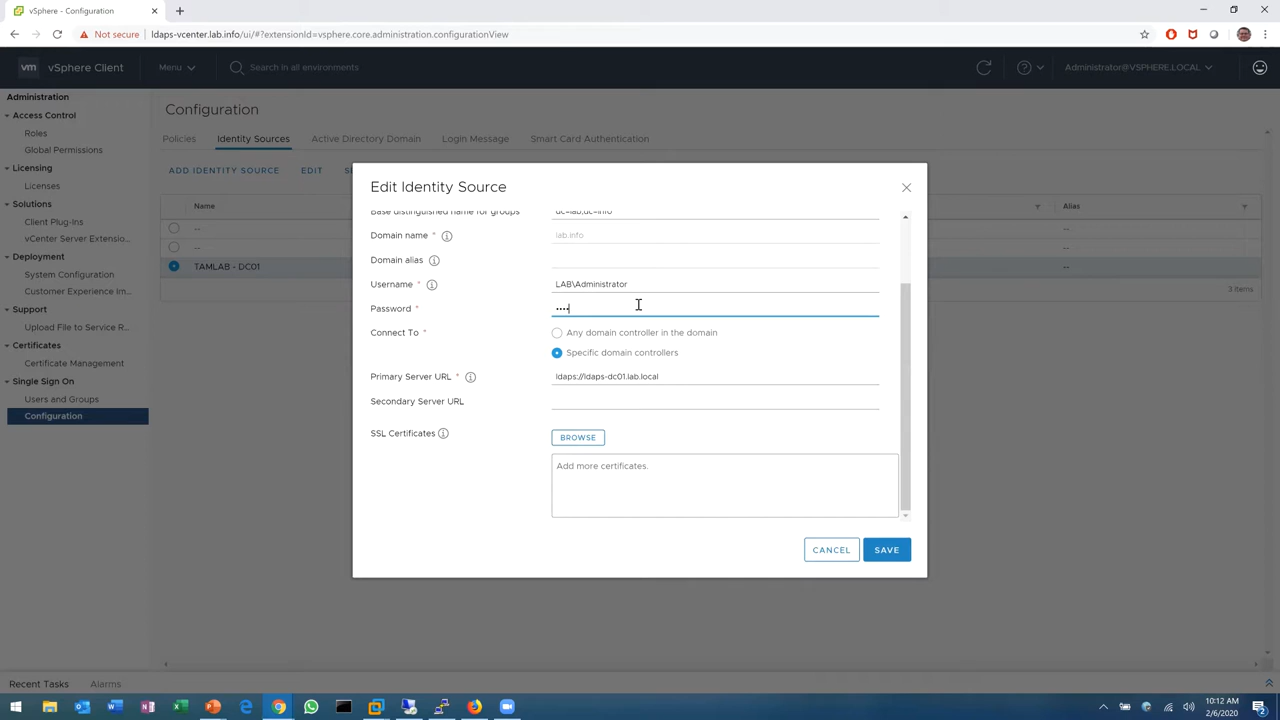 vSphere - Configuration
Not secure
ldaps-vcenter.lab.info/ui/#?extensionId=vsphere.core.administration.configurationView
vm
vSphere Client
Menu
Search in all environments
Administrator@VSPHERE.LOCAL
Administration
Access Control
Roles
Global Permissions
Licensing
Licenses
Solutions
Client Plug-Ins
vCenter Server Extensio...
Deployment
System Configuration
Customer Experience Im...
Support
Upload File to Service R...
Certificates
Certificate Management
Single Sign On
Users and Groups
Configuration
Configuration
Policies
Identity Sources
Active Directory Domain
Login Message
Smart Card Authentication
ADD IDENTITY SOURCE
EDIT
SE
Name
Alias
--
--
--
--
TAMLAB - DC01
--
3 items
Edit Identity Source
Base distinguished name for groups
dc=lab,dc=info
Domain name *
lab.info
Domain alias
Username *
LAB\Administrator
Password *
••••
Connect To *
Any domain controller in the domain
Specific domain controllers
Primary Server URL *
ldaps://ldaps-dc01.lab.local
Secondary Server URL
SSL Certificates
BROWSE
Add more certificates.
CANCEL
SAVE
Recent Tasks
Alarms
10:12 AM
2/6/2020
2